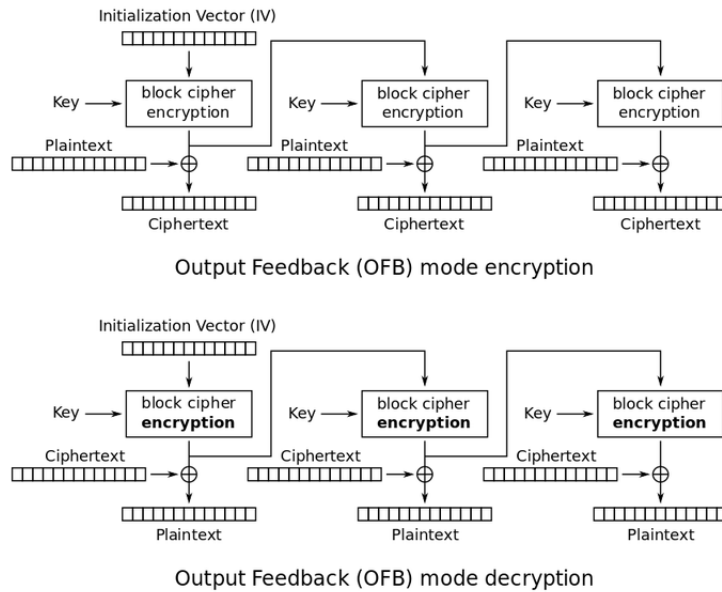 Initialization Vector (IV)
Key
block cipher
encryption
Key
block cipher
encryption
Key
block cipher
encryption
Plaintext
Plaintext
Plaintext
Ciphertext
Ciphertext
Ciphertext
Output Feedback (OFB) mode encryption
Initialization Vector (IV)
Key
block cipher
encryption
Key
block cipher
encryption
Key
block cipher
encryption
Ciphertext
Ciphertext
Ciphertext
Plaintext
Plaintext
Plaintext
Output Feedback (OFB) mode decryption